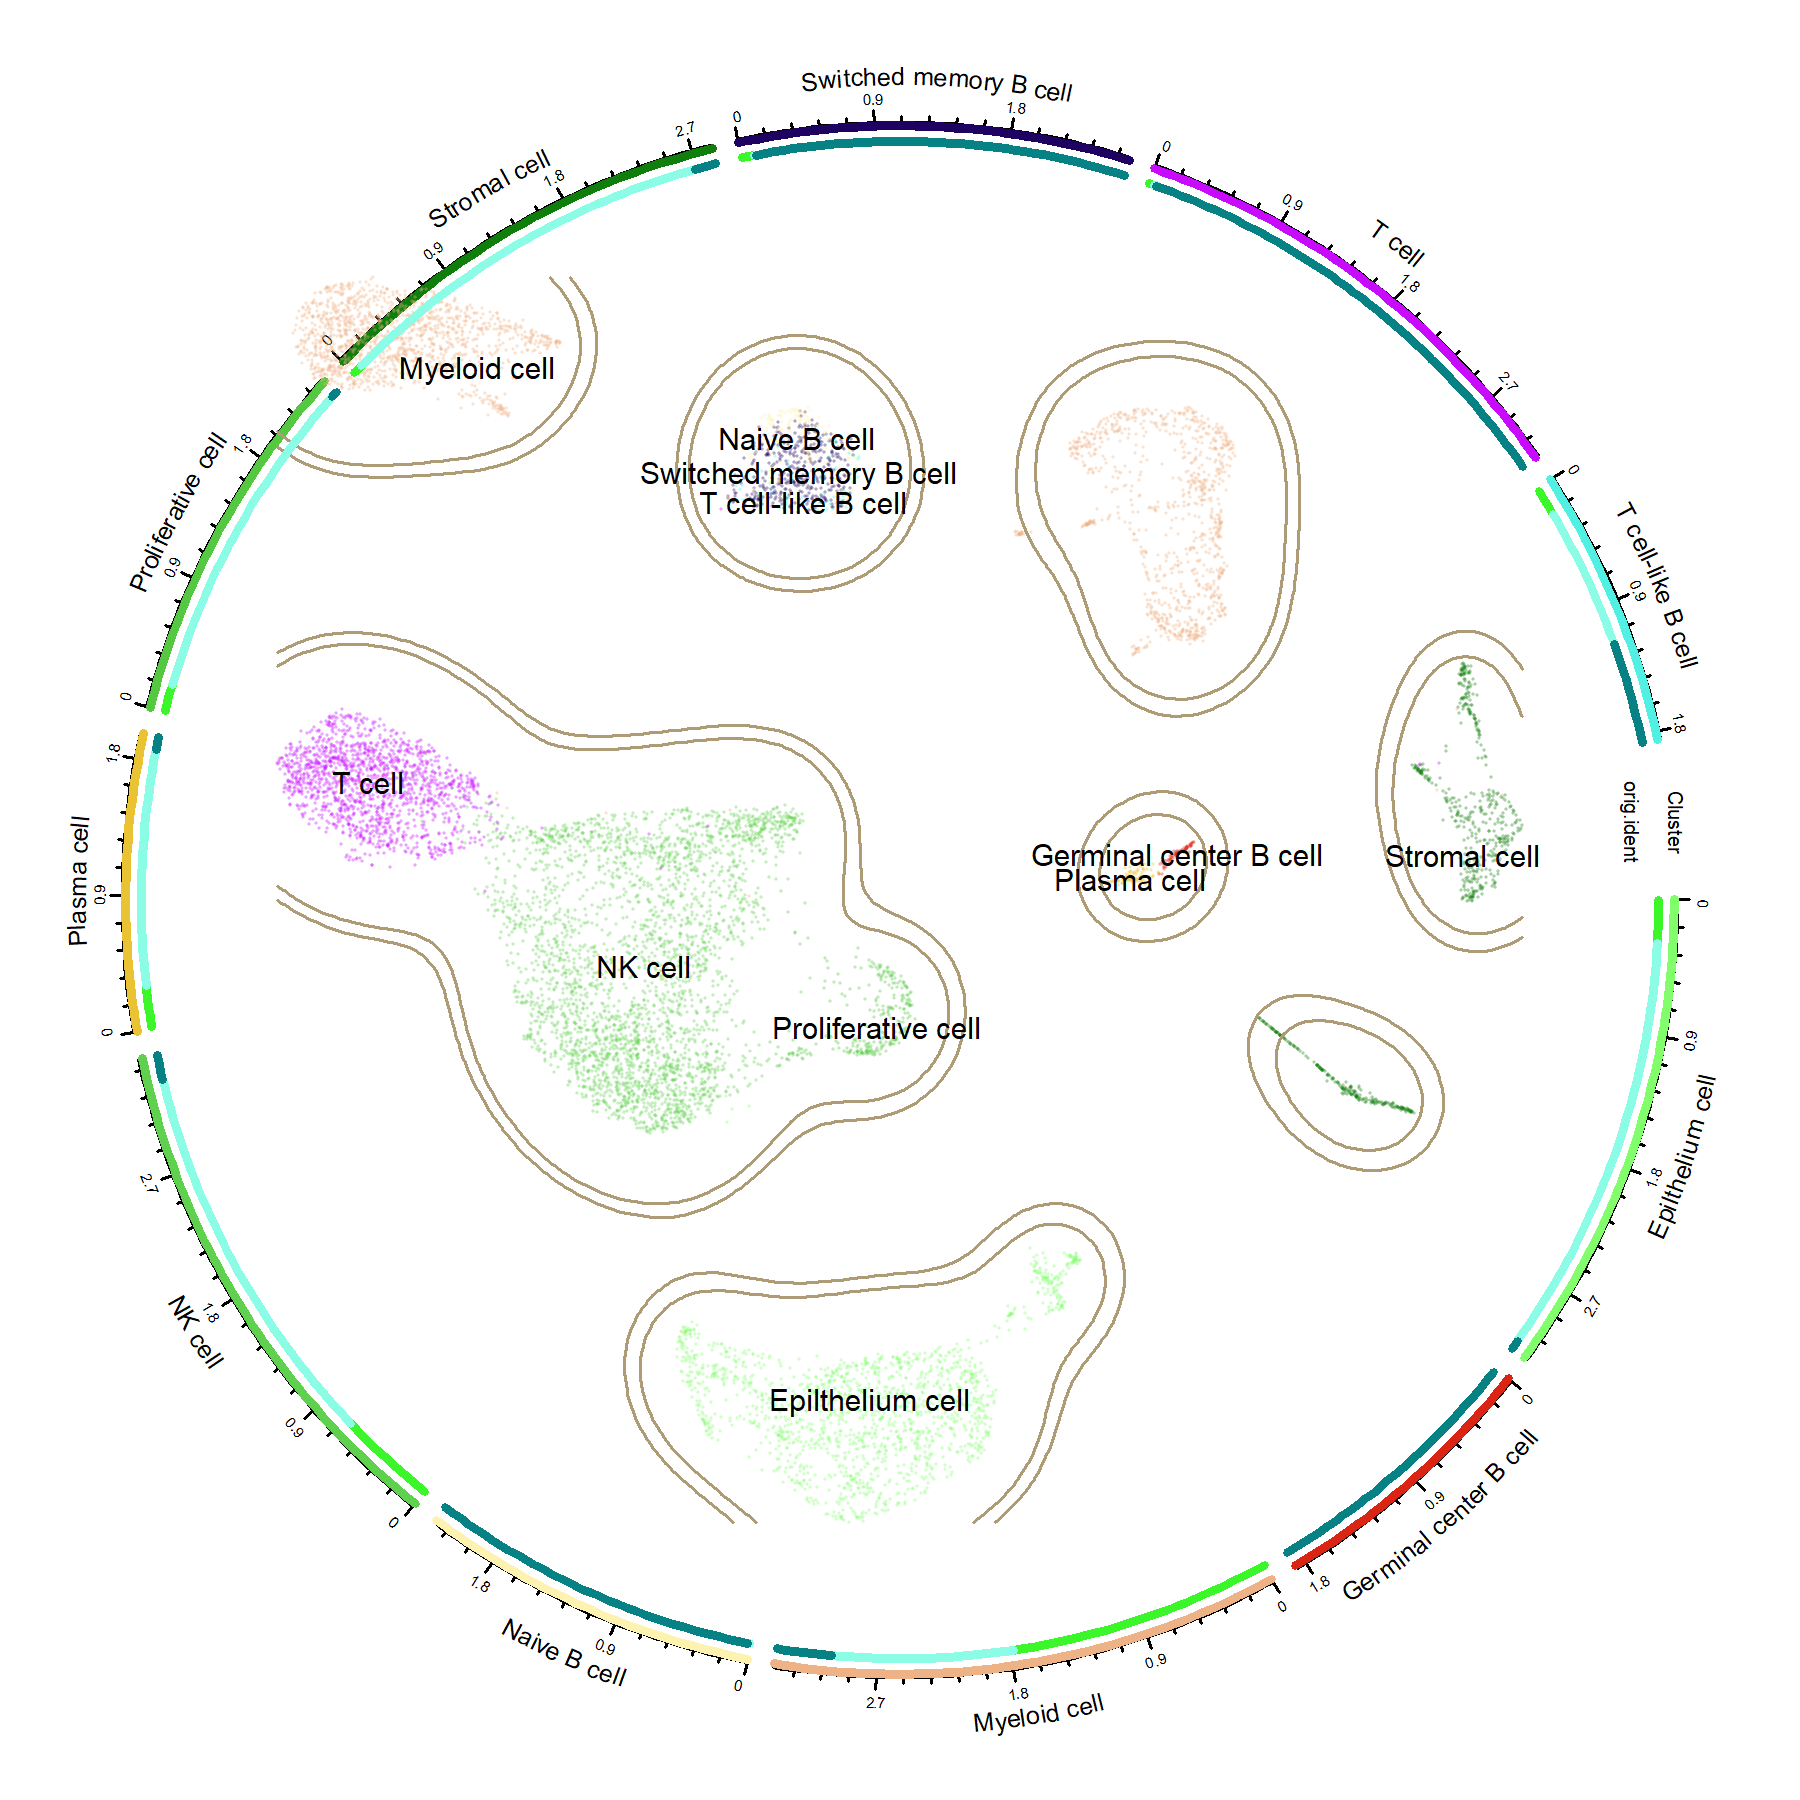 Switched memory B cell
0
0.9
1.8
T cell
0
0.9
1.8
2.7
T cell-like B cell
0
0.9
1.8
Cluster
orig.ident
Epilthelium cell
0
0.9
1.8
2.7
Germinal center B cell
0
0.9
1.8
Myeloid cell
0
0.9
1.8
2.7
Naive B cell
0
0.9
1.8
NK cell
0
0.9
1.8
2.7
Plasma cell
0
0.9
1.8
Proliferative cell
0
0.9
1.8
Stromal cell
0
0.9
1.8
2.7
Myeloid cell
Naive B cell
Switched memory B cell
T cell-like B cell
T cell
NK cell
Proliferative cell
Germinal center B cell
Plasma cell
Stromal cell
Epilthelium cell